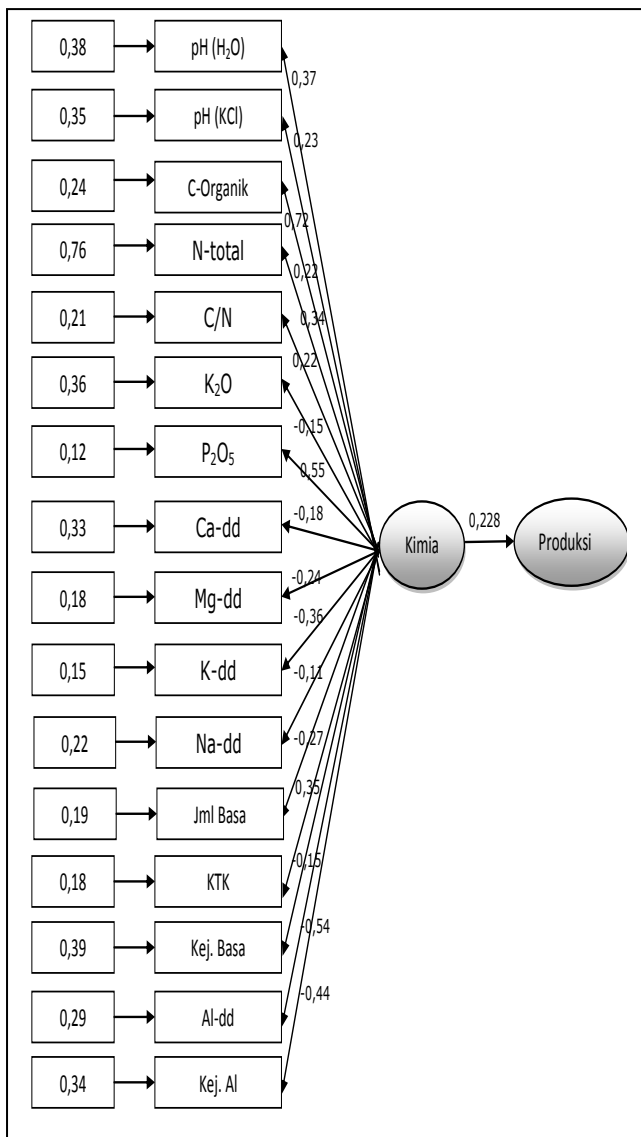 0,38 pH (H₂O)
0,37
0,35 pH (KCl)
0,23
0,24 C-Organik
0,72
0,76 N-total
0,22
0,21 C/N
0,34
0,22
0,36 K₂O
-0,15
0,12 P₂O₅
0,55
-0,18
0,33 Ca-dd
Kimia 0,228 Produksi
-0,24
0,18 Mg-dd
-0,36
0,15 K-dd
-0,11
0,22 Na-dd
-0,27
0,35
0,19 Jml Basa
-0,15
0,18 KTK
-0,54
0,39 Kej. Basa
-0,44
0,29 Al-dd
0,34 Kej. Al